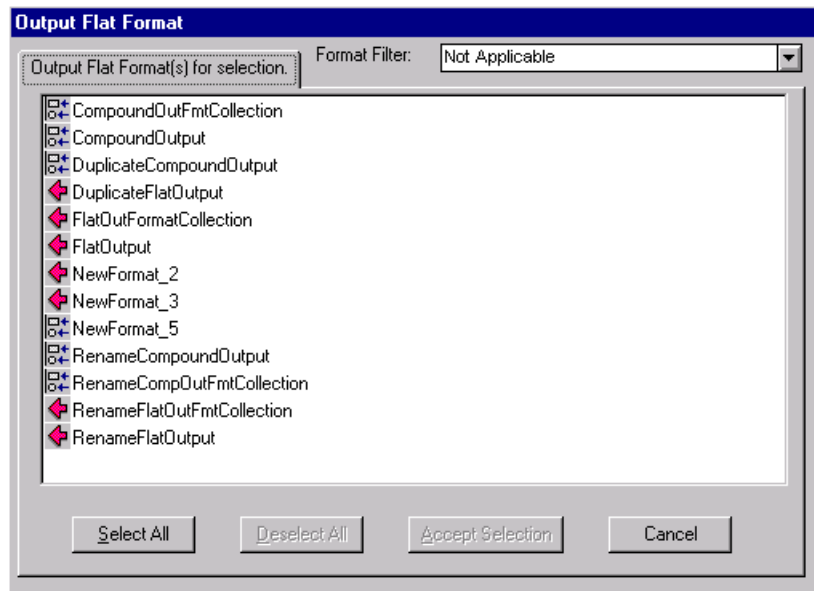 Output Flat Format
Output Flat Format(s) for selection.
Format Filter:
Not Applicable
CompoundOutFmtCollection
CompoundOutput
DuplicateCompoundOutput
DuplicateFlatOutput
FlatOutFormatCollection
FlatOutput
NewFormat_2
NewFormat_3
NewFormat_5
RenameCompoundOutput
RenameCompOutFmtCollection
RenameFlatOutFmtCollection
RenameFlatOutput
Select All
Deselect All
Accept Selection
Cancel